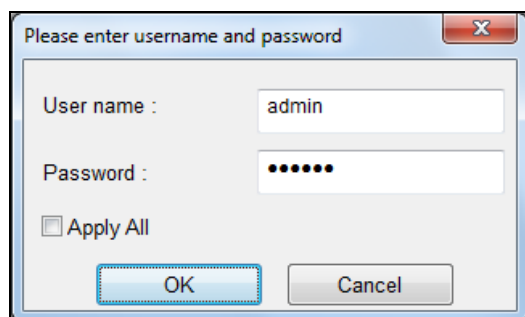 Please enter username and password
User name : admin
Password : ••••••
Apply All
OK Cancel